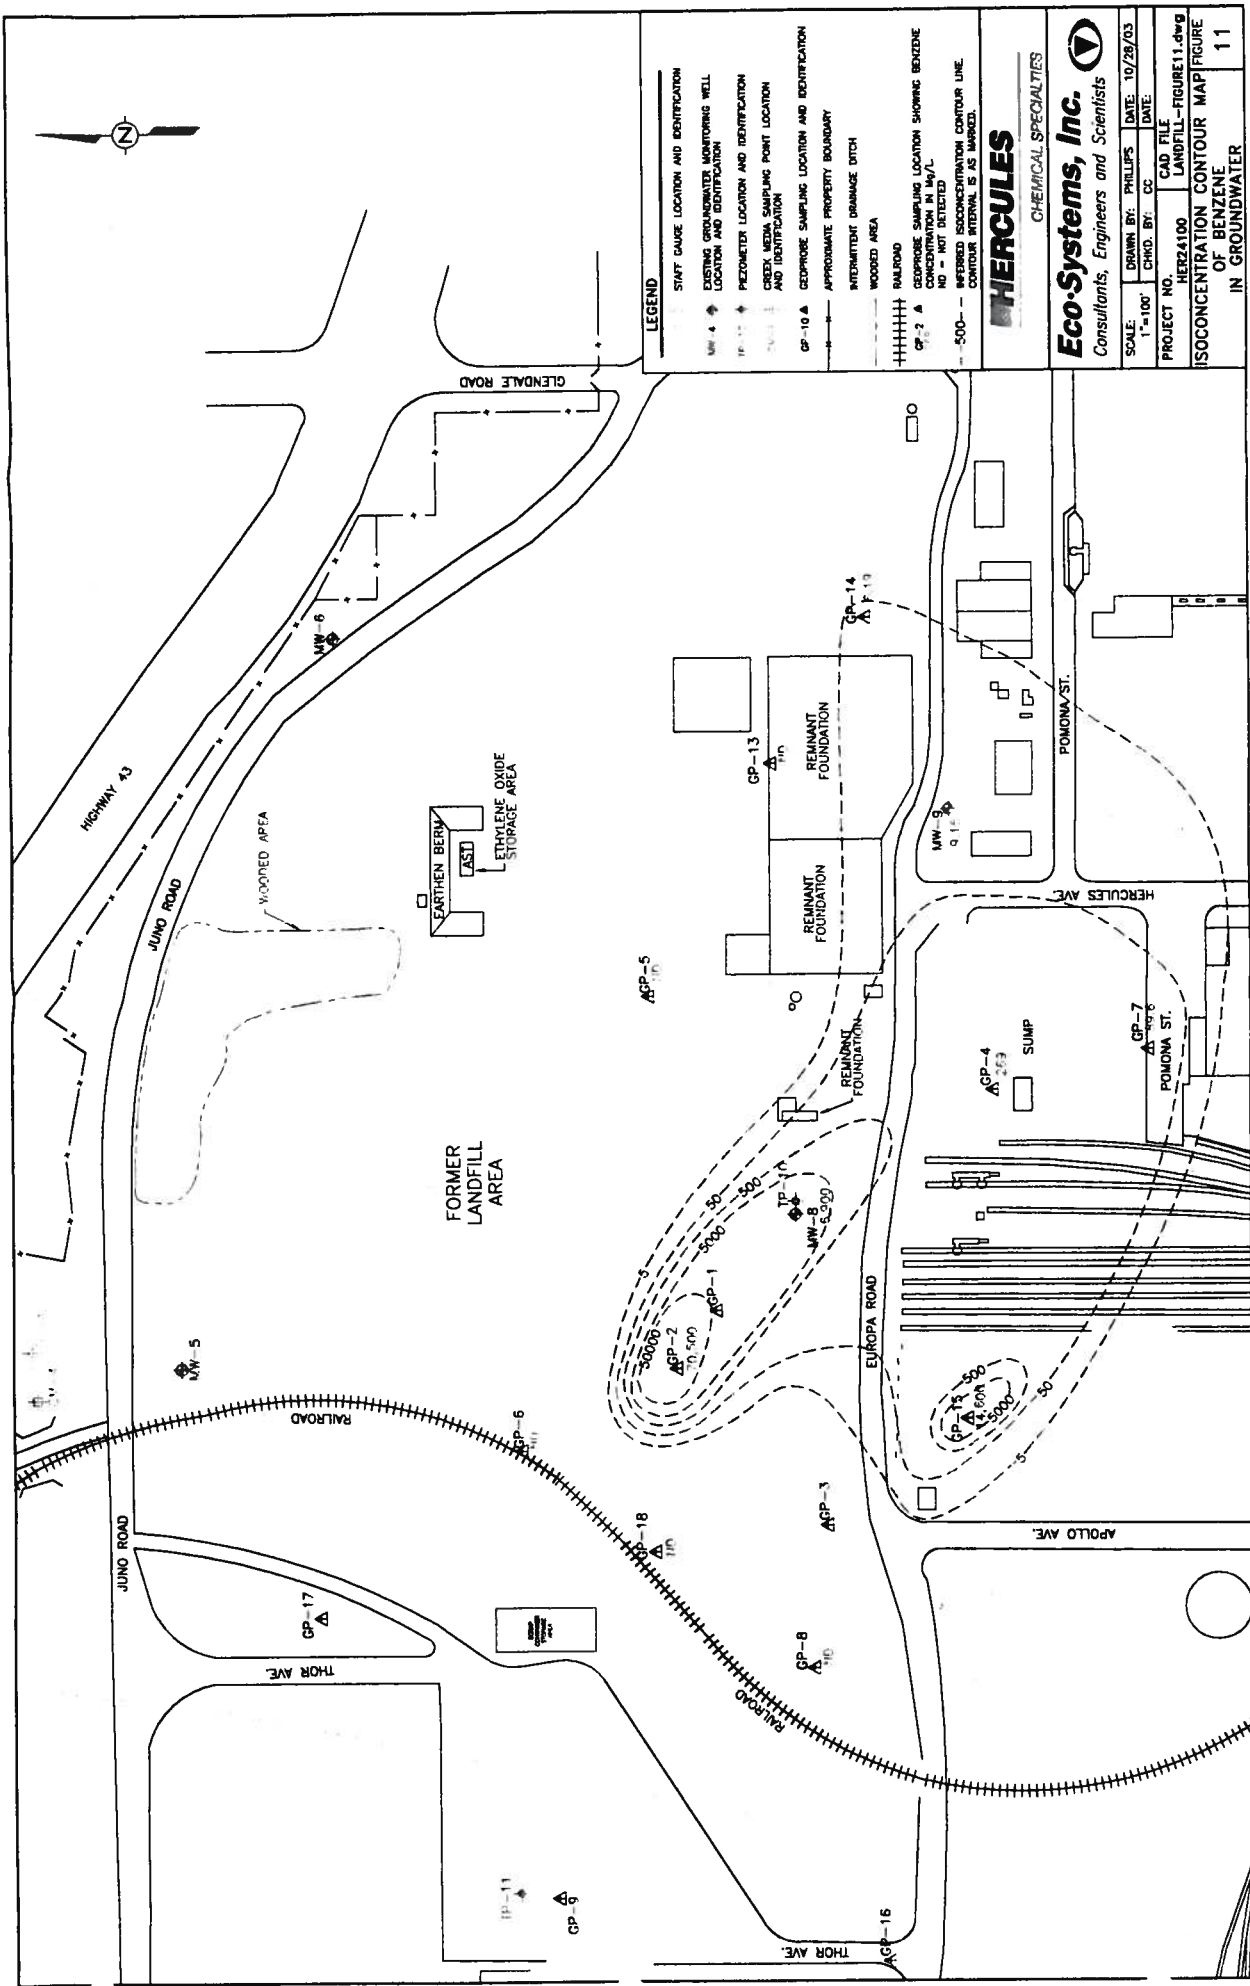 HIGHWAY 43
GLENDALE ROAD
JUNO ROAD
JUNO ROAD
WOODED AREA
MW-6
MW-5
EARTHEN BERM
AST
ETHYLENE OXIDE
STORAGE AREA
FORMER
LANDFILL
AREA
RAILROAD
RAILROAD
THOR AVE.
THOR AVE.
GP-17
GP-6
GP-18
GP-5
GP-13
GP-14
REMNANT
FOUNDATION
REMNANT
FOUNDATION
REMNANT
FOUNDATION
MW-9
GP-2
70,500
GP-1
TP-10
MW-8
6,900
50000
5000
500
50
5
GP-3
GP-8
ND
TP-11
GP-9
GP-16
EUROPA ROAD
GP-15
500
5000
50
5
GP-4
259
SUMP
GP-7
POMONA ST.
POMONA ST.
HERCULES AVE.
APOLLO AVE.
N
LEGEND
STAFF GAUGE LOCATION AND IDENTIFICATION
MW-4 EXISTING GROUNDWATER MONITORING WELL
LOCATION AND IDENTIFICATION
PIEZOMETER LOCATION AND IDENTIFICATION
CREEK MEDIA SAMPLING POINT LOCATION
AND IDENTIFICATION
GP-10 GEOPROBE SAMPLING LOCATION AND IDENTIFICATION
APPROXIMATE PROPERTY BOUNDARY
INTERMITTENT DRAINAGE DITCH
WOODED AREA
RAILROAD
GP-2 GEOPROBE SAMPLING LOCATION SHOWING BENZENE
CONCENTRATION IN Mg/L
ND - NOT DETECTED
500 INFERRED ISOCONCENTRATION CONTOUR LINE.
CONTOUR INTERVAL IS AS MARKED.
HERCULES
CHEMICAL SPECIALTIES
Eco-Systems, Inc.
Consultants, Engineers and Scientists
SCALE: 1"=100'
DRAWN BY: PHILLIPS
DATE: 10/28/03
CHKD. BY: CC
DATE:
PROJECT NO.
HER24100
CAD FILE
LANDFILL-FIGURE11.dwg
ISOCONCENTRATION CONTOUR MAP
OF BENZENE
IN GROUNDWATER
FIGURE
11